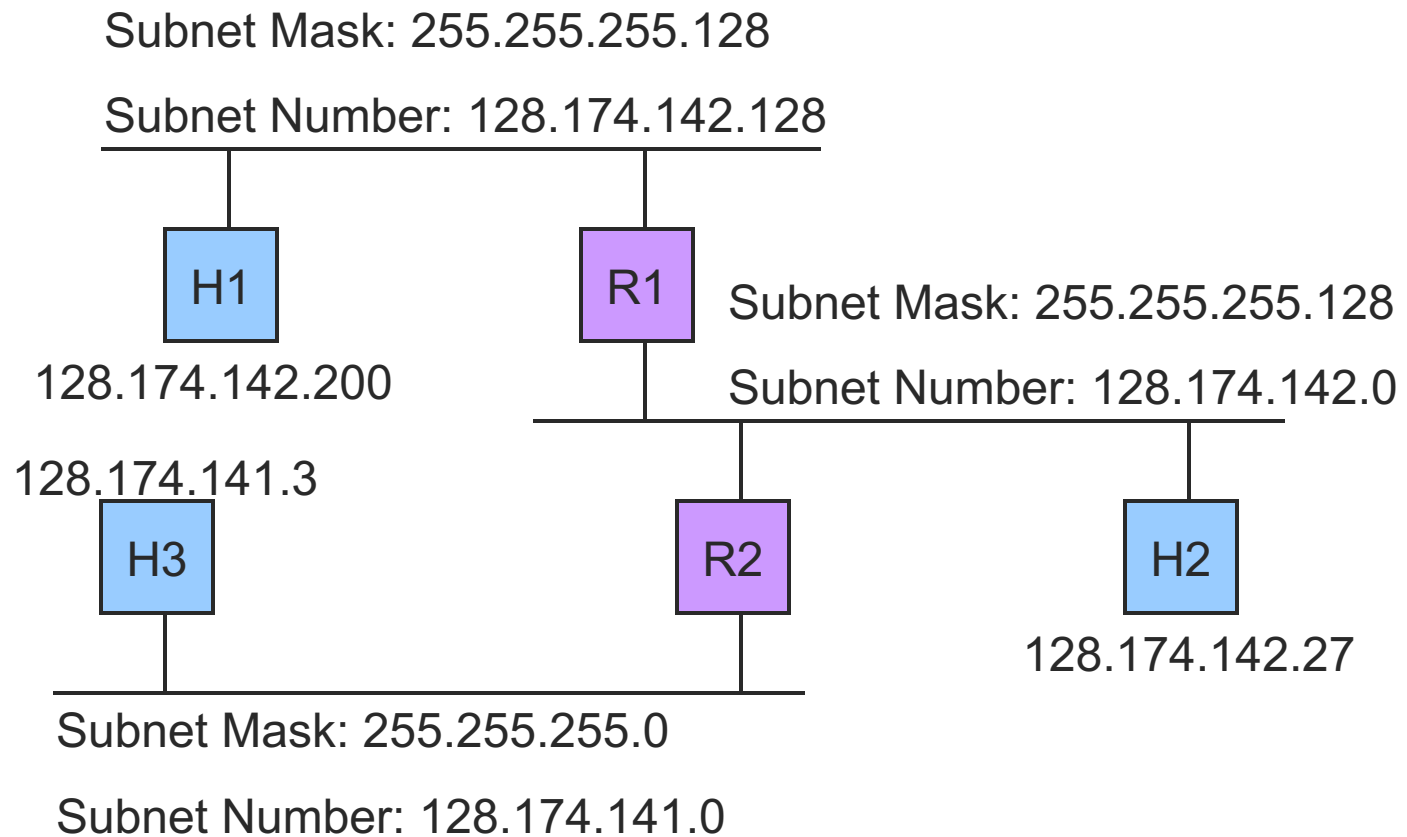 Subnet Mask: 255.255.255.128
Subnet Number: 128.174.142.128
H1
R1
128.174.142.200
Subnet Mask: 255.255.255.128
Subnet Number: 128.174.142.0
128.174.141.3
H3
R2
H2
128.174.142.27
Subnet Mask: 255.255.255.0
Subnet Number: 128.174.141.0